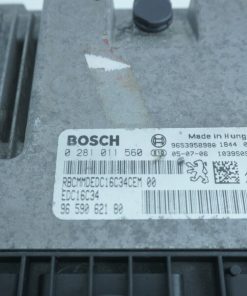 BOSCH
Made in Hung
0 281 011 560
9653958980 1844
05-07-06
RBCMMDEDC16C34CEM 00
EDC16C34
96 590 621 80